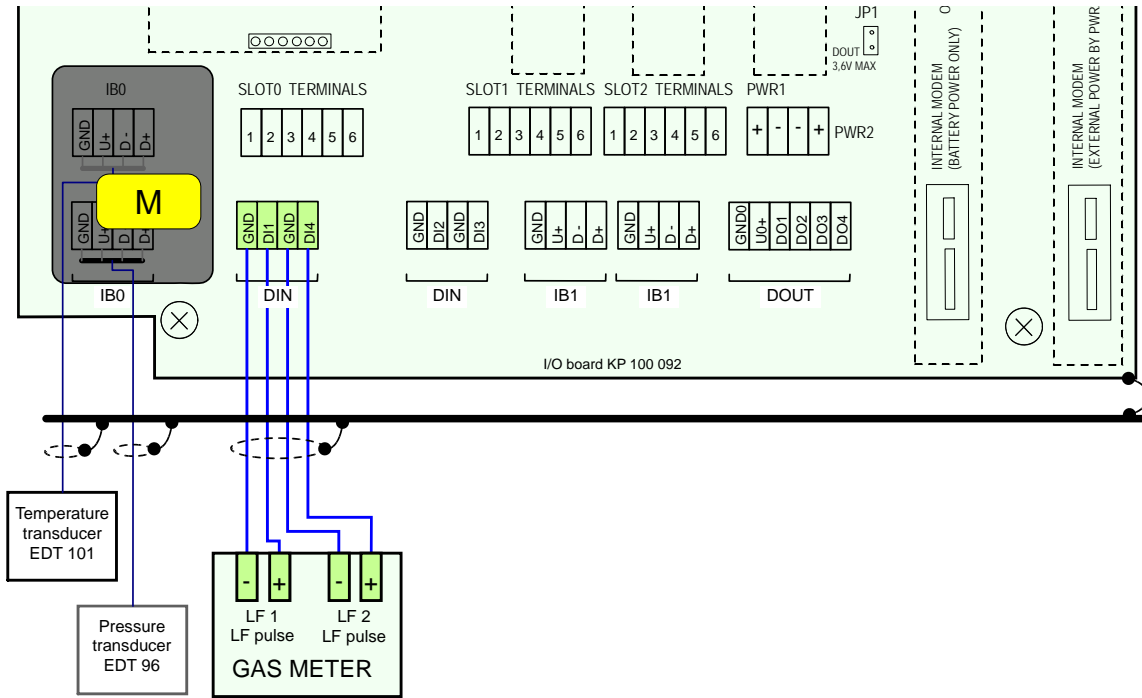 JP1
DOUT
3,6V MAX
O
INTERNAL MODEM
(BATTERY POWER ONLY)
INTERNAL MODEM
(EXTERNAL POWER BY PWR
IB0
GND U+ D - D+
SLOT0 TERMINALS
1 2 3 4 5 6
SLOT1 TERMINALS
1 2 3 4 5 6
SLOT2 TERMINALS
1 2 3 4 5 6
PWR1
+ - - + PWR2
M
GND U+ D D+
IB0
GND DI1 GND DI4
DIN
GND DI2 GND DI3
DIN
GND U+ D - D+
IB1
GND U+ D - D+
IB1
GND0 U0+ DO1 DO2 DO3 DO4
DOUT
I/O board KP 100 092
Temperature
transducer
EDT 101
Pressure
transducer
EDT 96
- + - +
LF 1
LF pulse
LF 2
LF pulse
GAS METER